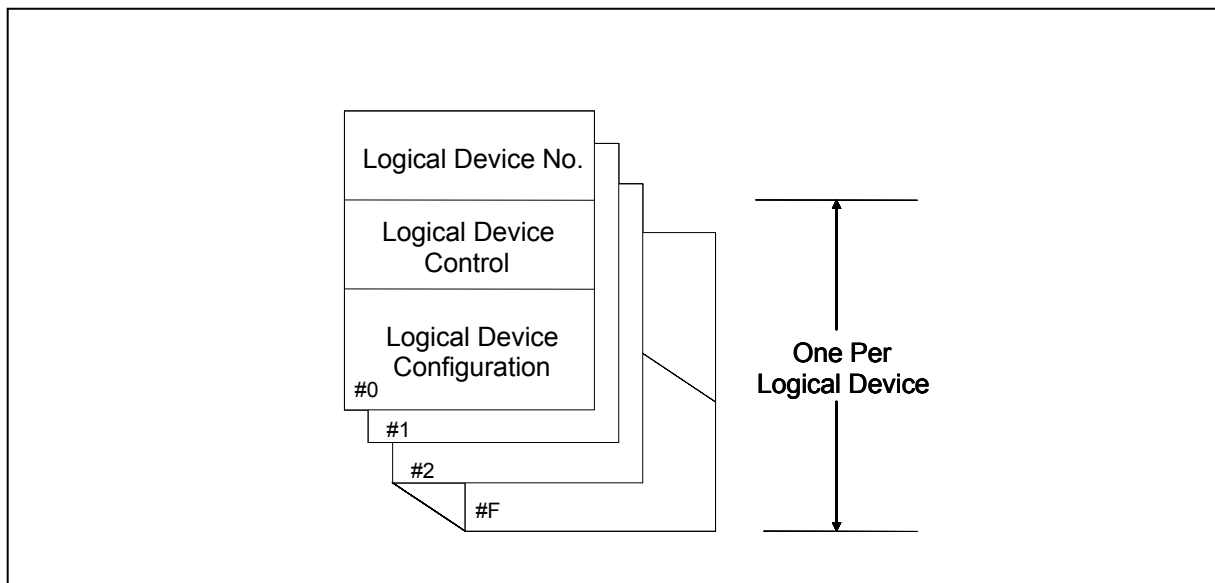 Logical Device No.
Logical Device
Control
Logical Device
Configuration
#0
#1
#2
#F
One Per
Logical Device